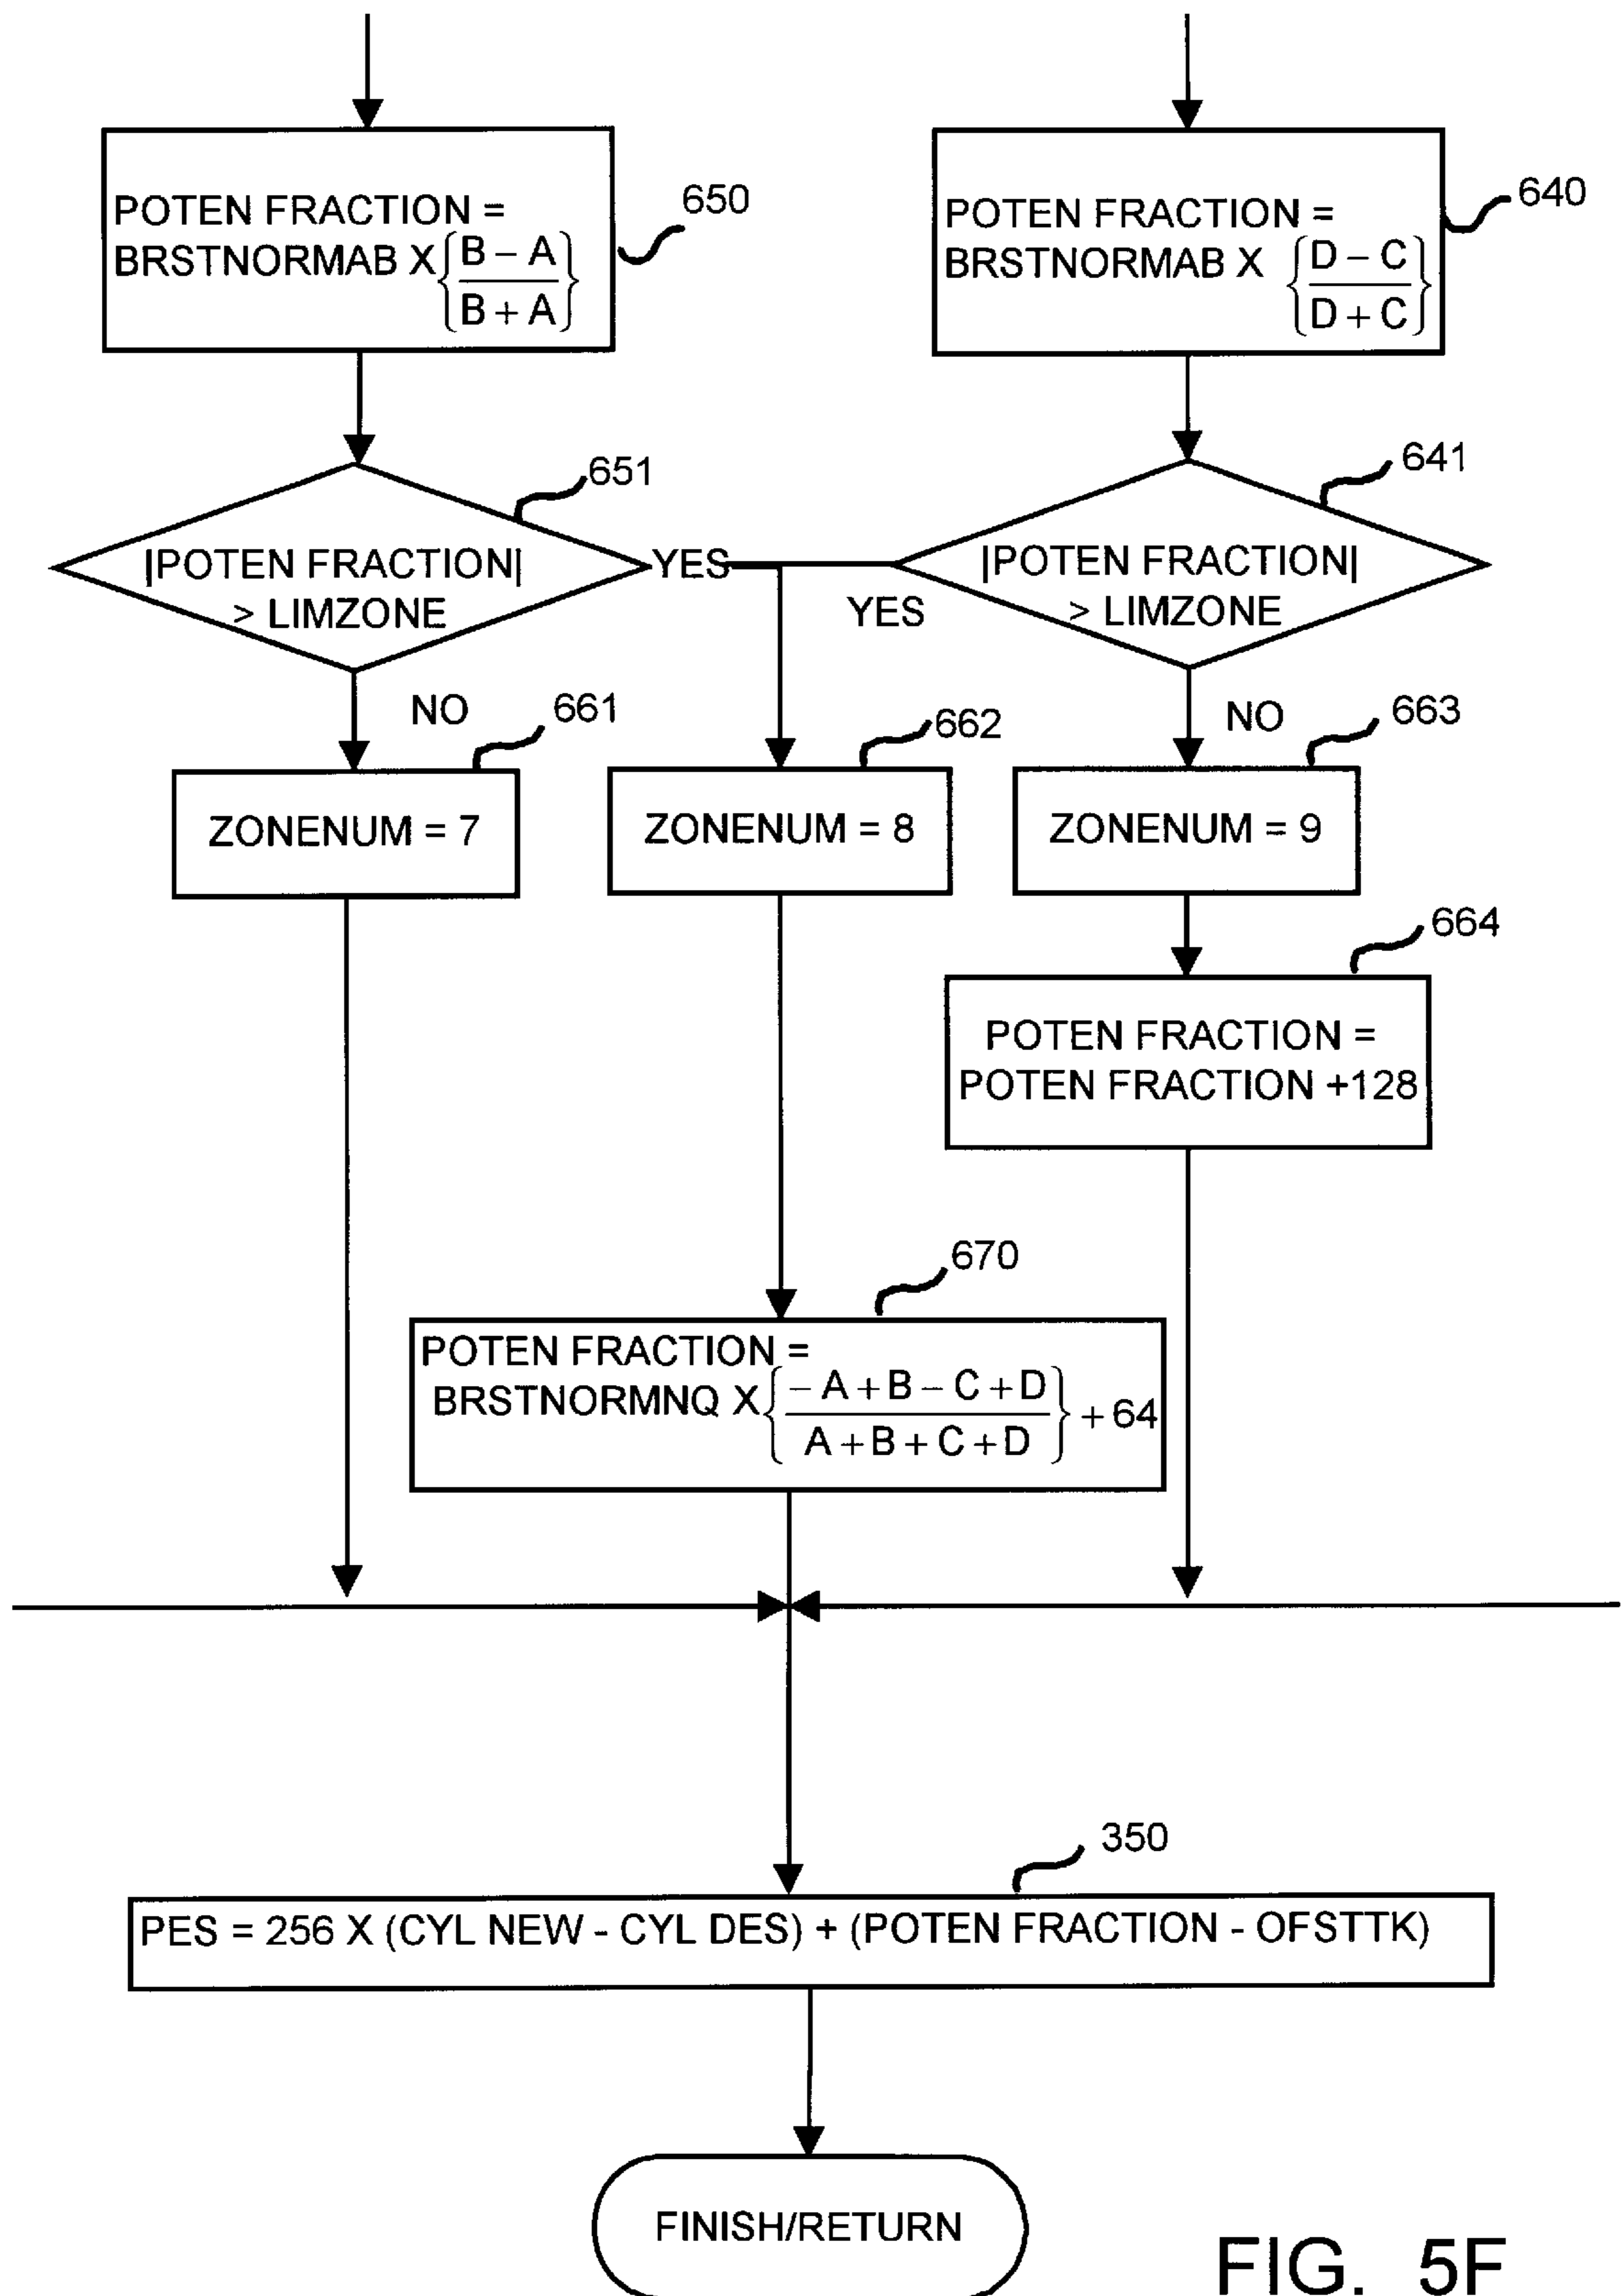 POTEN FRACTION =
BRSTNORMAB X { B – A / B + A }
650
POTEN FRACTION =
BRSTNORMAB X { D – C / D + C }
640
651
|POTEN FRACTION|
> LIMZONE
YES
641
|POTEN FRACTION|
> LIMZONE
YES
NO
661
662
NO
663
ZONENUM = 7
ZONENUM = 8
ZONENUM = 9
664
POTEN FRACTION =
POTEN FRACTION +128
670
POTEN FRACTION =
BRSTNORMNQ X { – A + B – C + D / A + B + C + D } + 64
350
PES = 256 X (CYL NEW - CYL DES) + (POTEN FRACTION - OFSTTK)
FINISH/RETURN
FIG. 5F